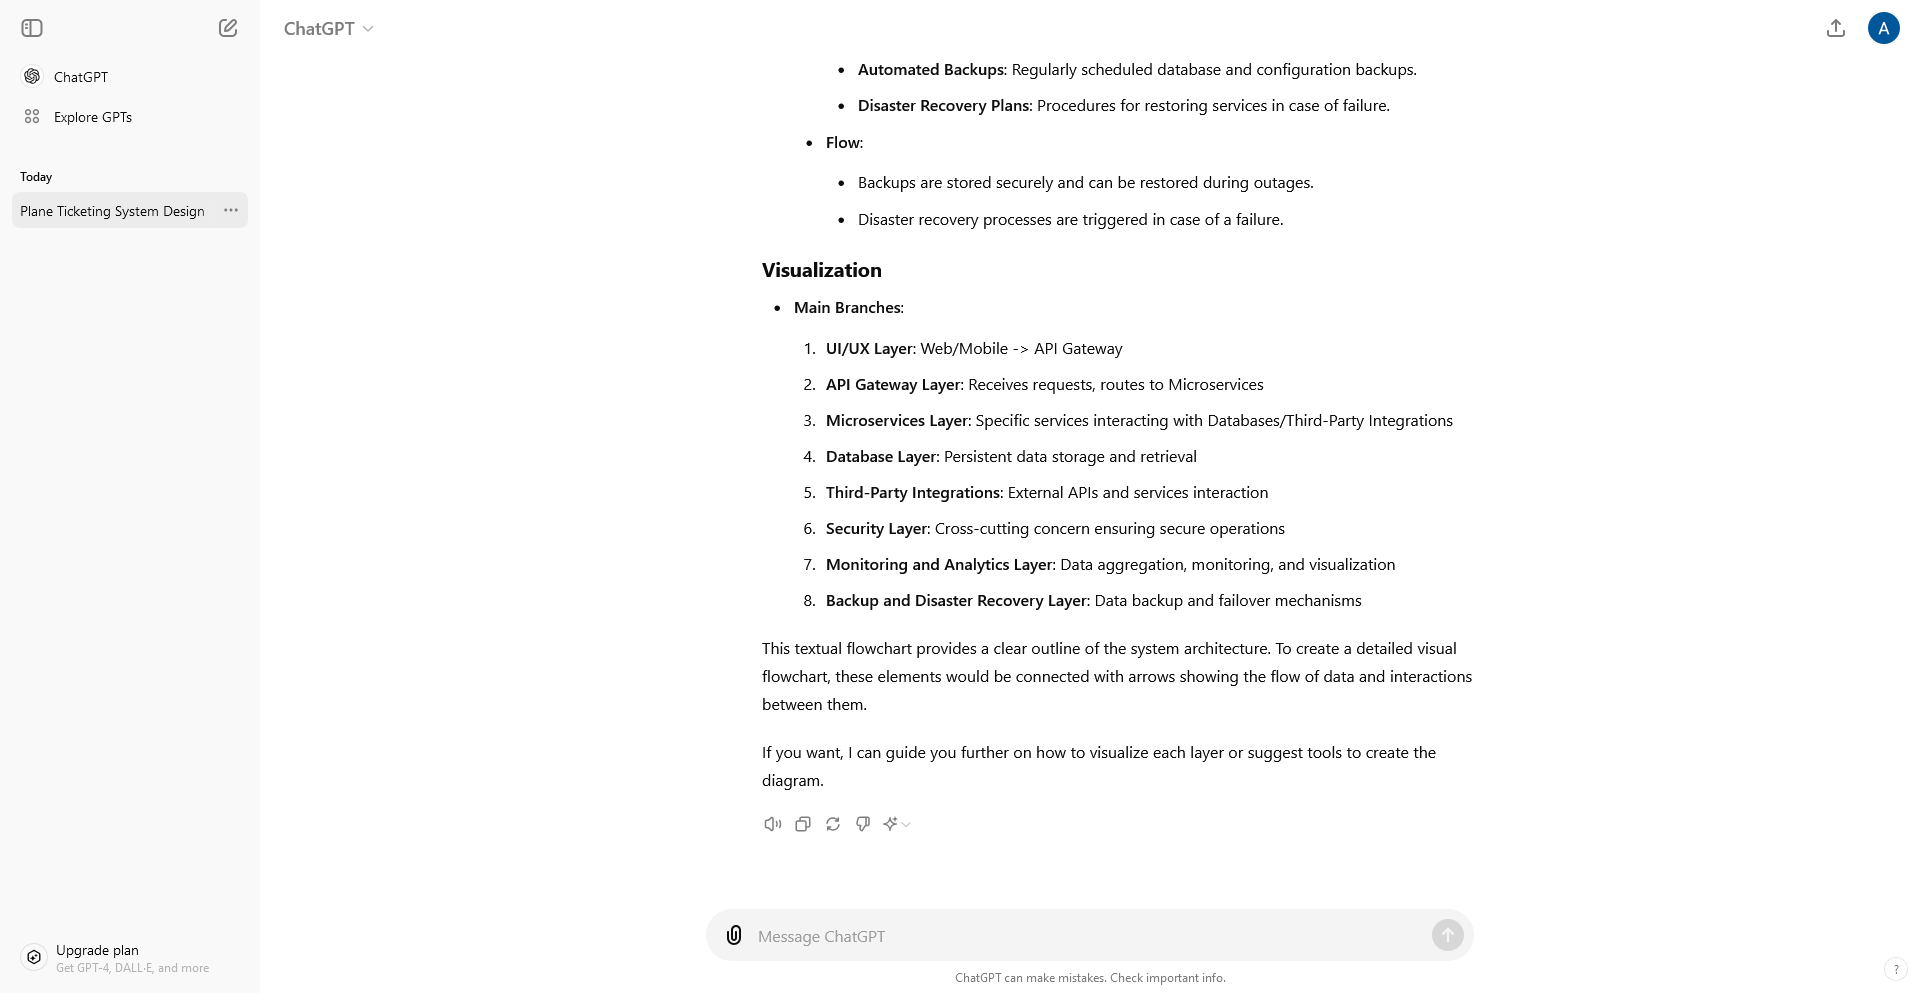 ChatGPT
Explore GPTs
Today
Plane Ticketing System Design
Upgrade plan
Get GPT-4, DALL·E, and more
ChatGPT
A
• Automated Backups: Regularly scheduled database and configuration backups.
• Disaster Recovery Plans: Procedures for restoring services in case of failure.
• Flow:
• Backups are stored securely and can be restored during outages.
• Disaster recovery processes are triggered in case of a failure.
Visualization
• Main Branches:
1. UI/UX Layer: Web/Mobile -> API Gateway
2. API Gateway Layer: Receives requests, routes to Microservices
3. Microservices Layer: Specific services interacting with Databases/Third-Party Integrations
4. Database Layer: Persistent data storage and retrieval
5. Third-Party Integrations: External APIs and services interaction
6. Security Layer: Cross-cutting concern ensuring secure operations
7. Monitoring and Analytics Layer: Data aggregation, monitoring, and visualization
8. Backup and Disaster Recovery Layer: Data backup and failover mechanisms
This textual flowchart provides a clear outline of the system architecture. To create a detailed visual
flowchart, these elements would be connected with arrows showing the flow of data and interactions
between them.
If you want, I can guide you further on how to visualize each layer or suggest tools to create the
diagram.
Message ChatGPT
ChatGPT can make mistakes. Check important info.
?